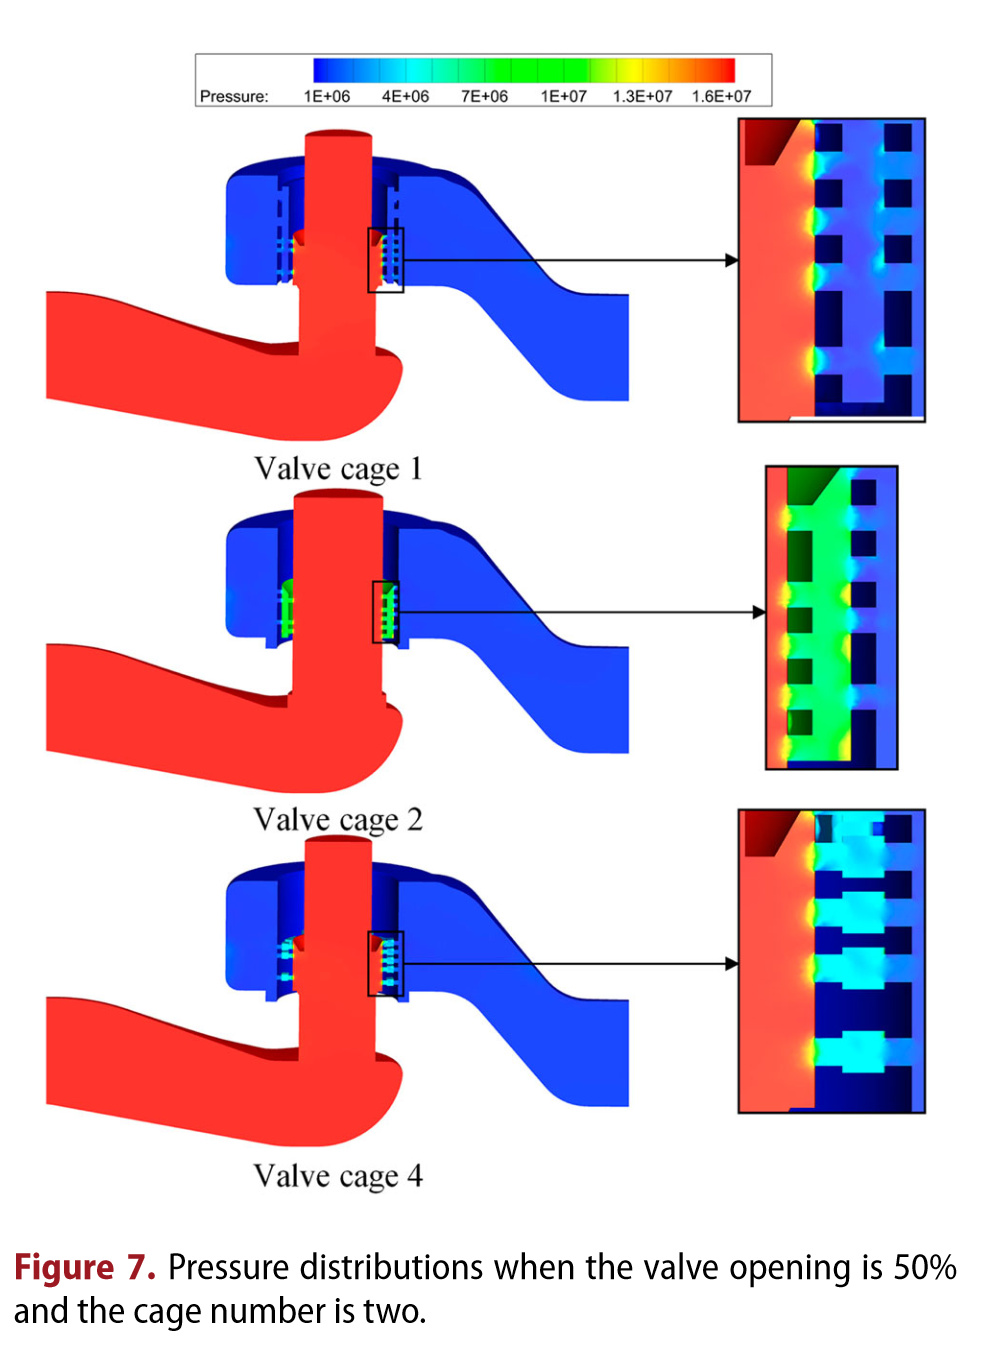 Pressure: 1E+06 4E+06 7E+06 1E+07 1.3E+07 1.6E+07
Valve cage 1
Valve cage 2
Valve cage 4
Figure 7. Pressure distributions when the valve opening is 50%
and the cage number is two.